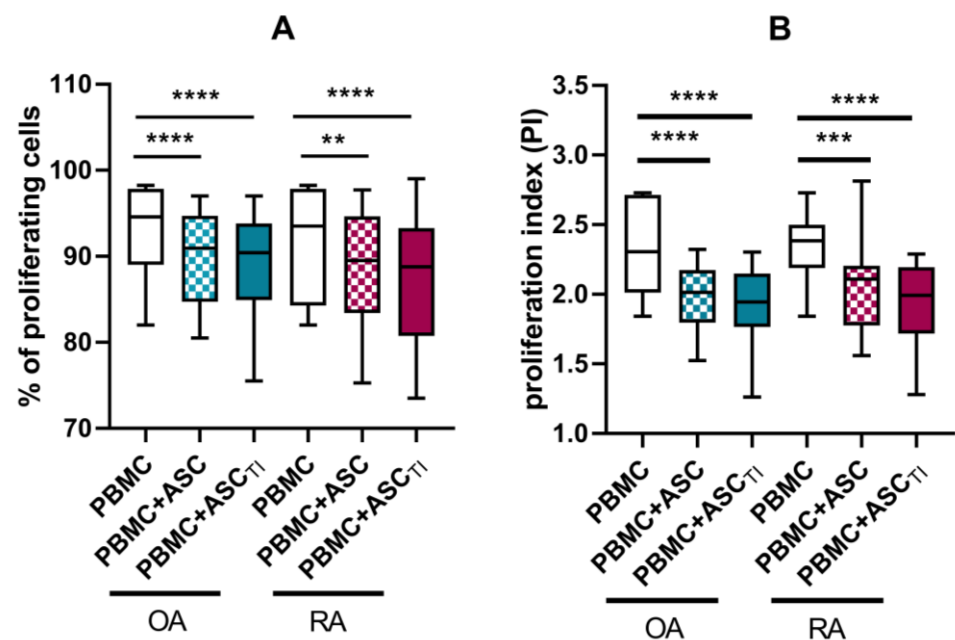 A
% of proliferating cells
110
100
90
80
70
****
****
****
**
PBMC
PBMC+ASC
PBMC+ASCTI
PBMC
PBMC+ASC
PBMC+ASCTI
OA
RA
B
proliferation index (PI)
3.5
3.0
2.5
2.0
1.5
1.0
****
****
****
***
PBMC
PBMC+ASC
PBMC+ASCTI
PBMC
PBMC+ASC
PBMC+ASCTI
OA
RA